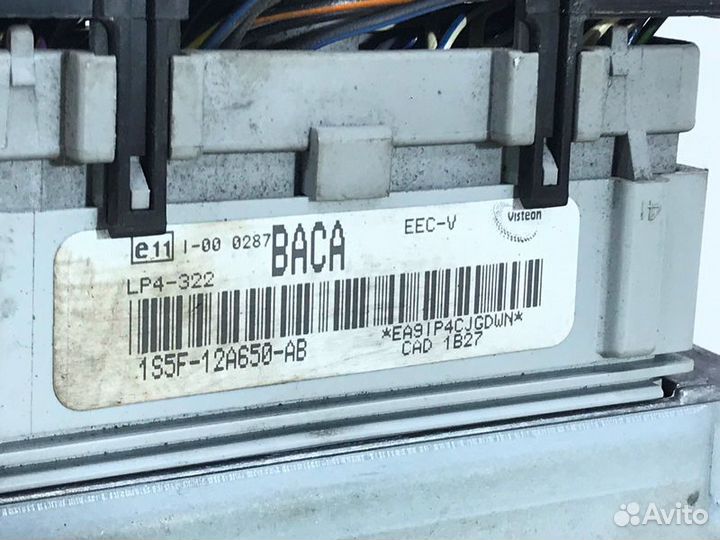 e11 I-00 0287 BACA EEC-V Visteon
LP4-322
*EA9IP4CJGDWN*
1S5F-12A650-AB CAD 1B27
41
Avito